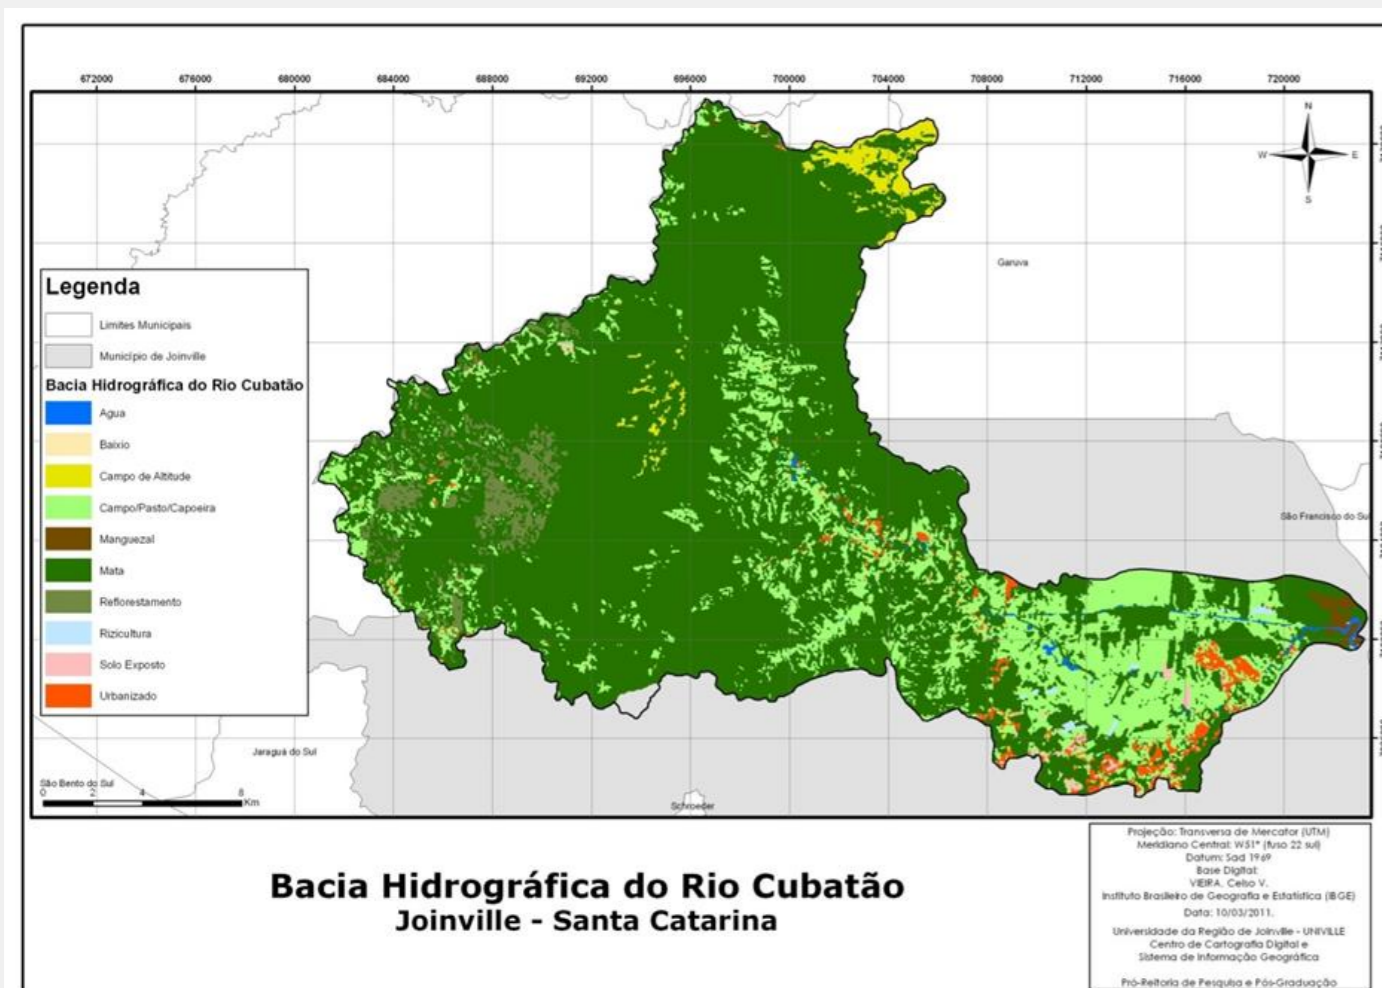 672000 676000 680000 684000 688000 692000 696000 700000 704000 708000 712000 716000 720000
N
W E
S
Garuva
Legenda
Limites Municipais
Município de Joinville
Bacia Hidrográfica do Rio Cubatão
Agua
Baixio
Campo de Altitude
Campo/Pasto/Capoeira
Manguezal
Mata
Reflorestamento
Rizicultura
Solo Exposto
Urbanizado
São Francisco do Sul
Jaraguá do Sul
São Bento do Sul
0 2 4 8
Km
Schroeder
Bacia Hidrográfica do Rio Cubatão
Joinville - Santa Catarina
Projeção: Transversa de Mercator (UTM)
Meridiano Central: W51° (fuso 22 sul)
Datum: Sad 1969
Base Digital:
VIEIRA, Celso V.
Instituto Brasileiro de Geografia e Estatística (IBGE)
Data: 10/03/2011.
Universidade da Região de Joinville - UNIVILLE
Centro de Cartografia Digital e
Sistema de Informação Geográfica
Pró-Reitoria de Pesquisa e Pós-Graduação